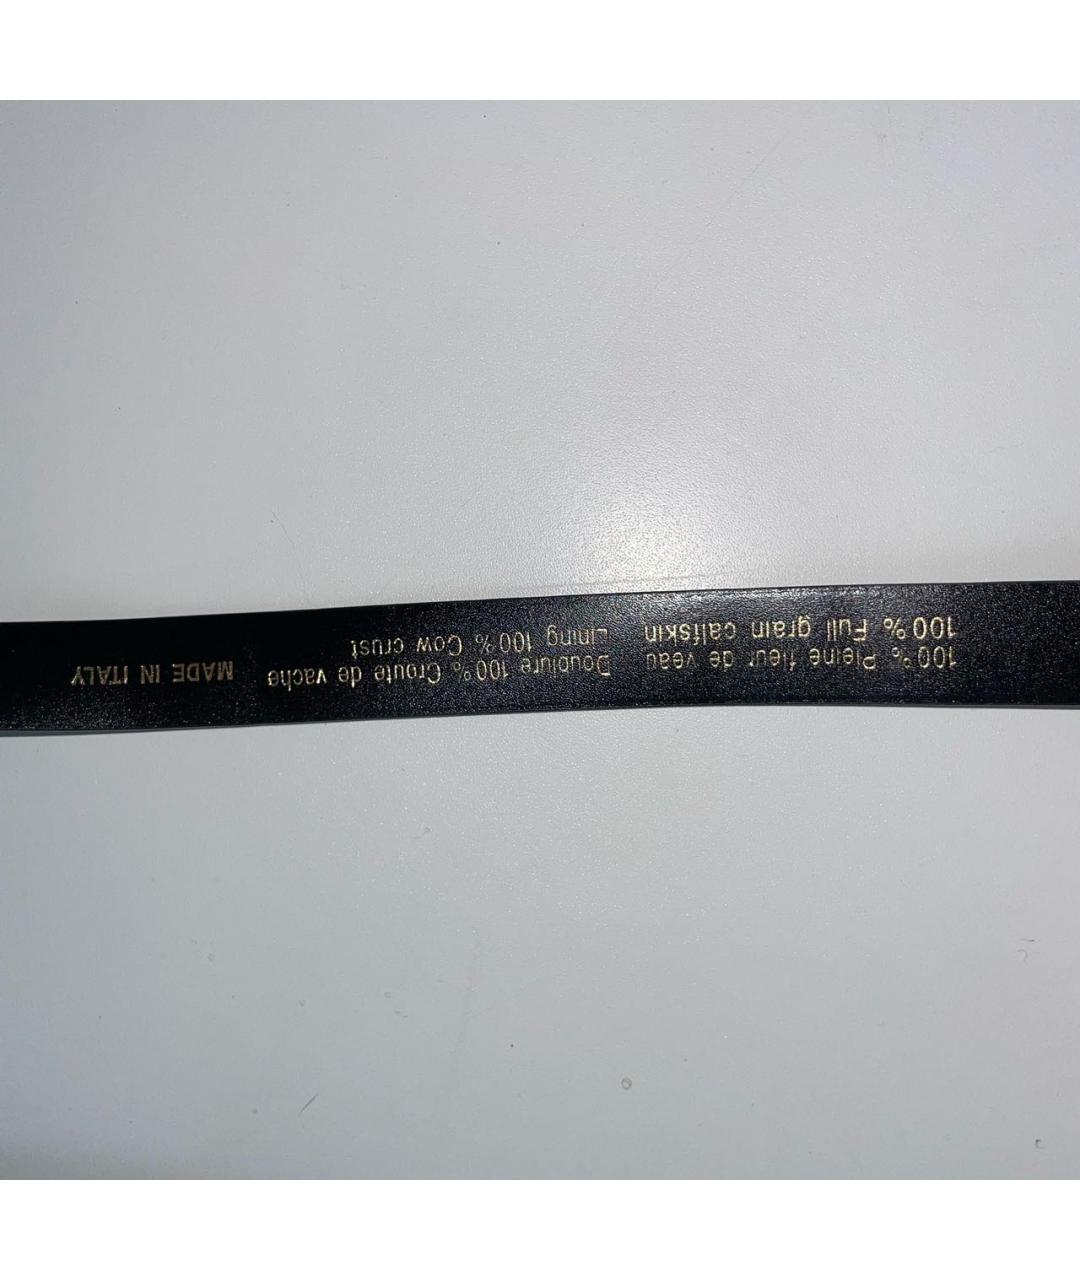 100% Pleine fleur de veau
100% Full grain calfskin
Doublure 100% Croute de vache
Lining 100% Cow crust
MADE IN ITALY